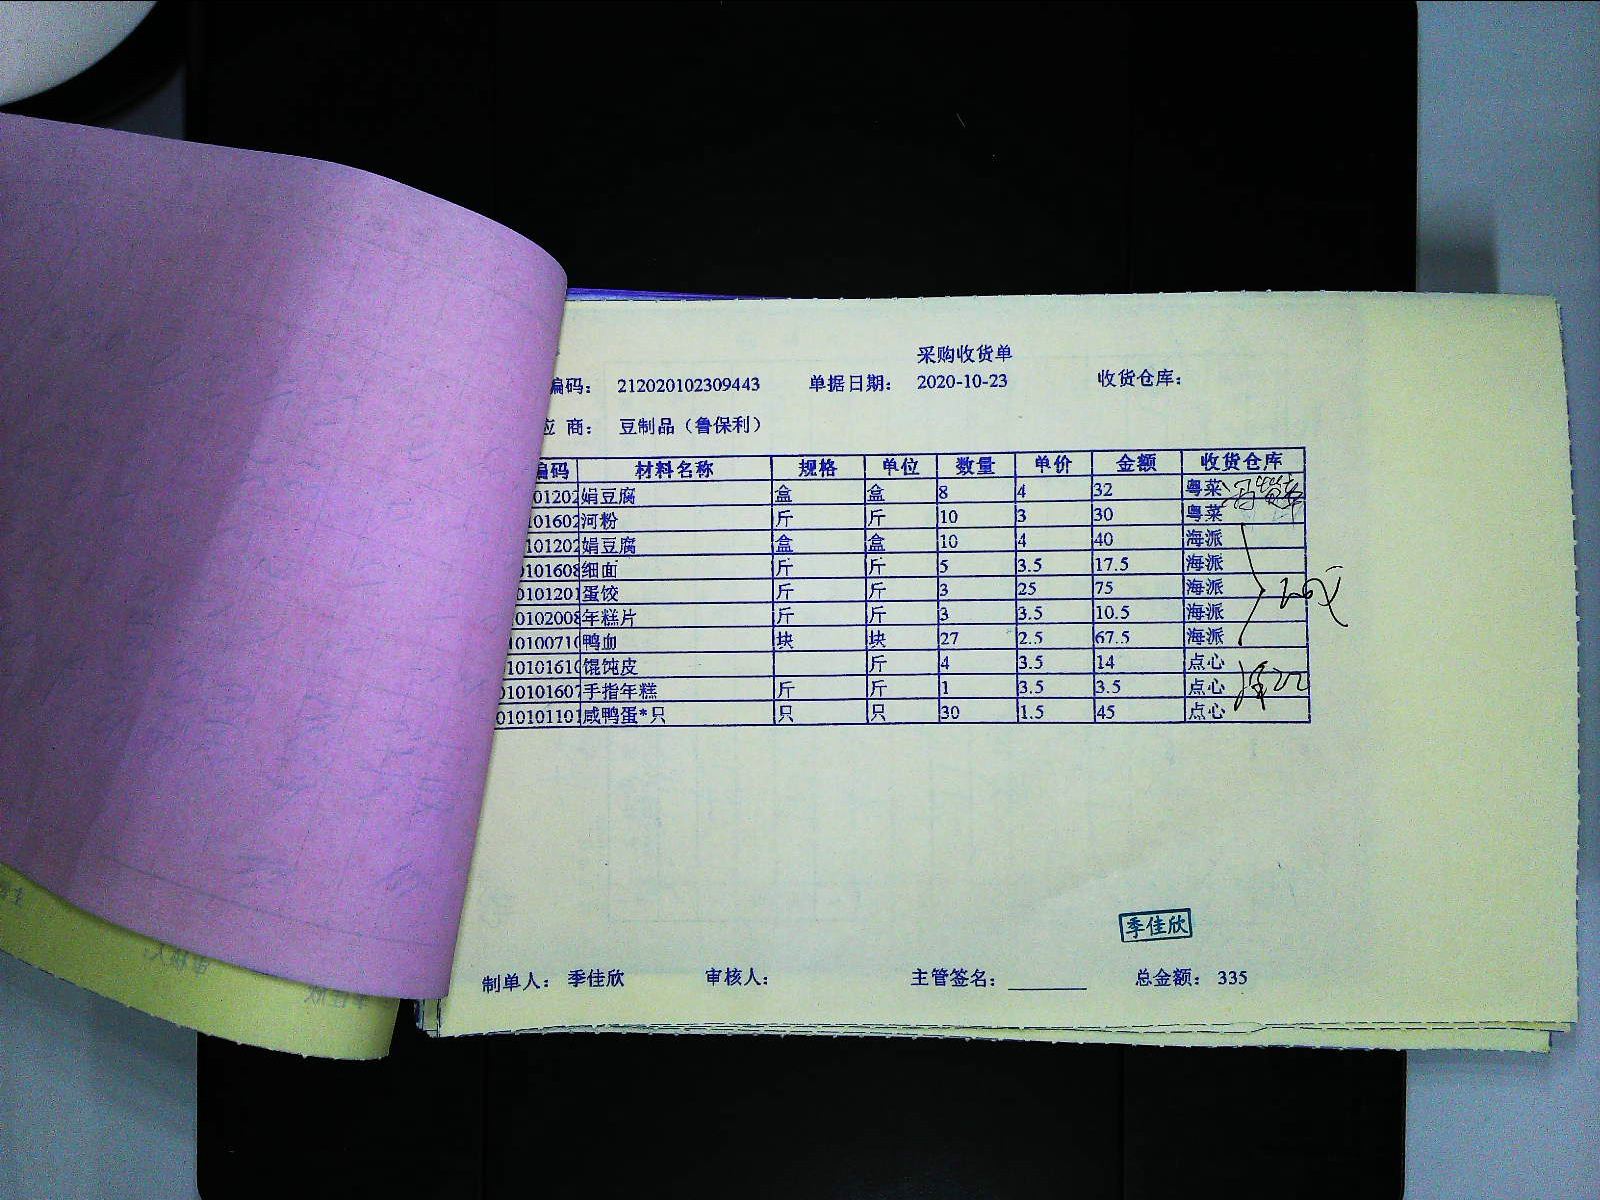 采购收货单
编码： 212020102309443 单据日期： 2020-10-23 收货仓库：
应 商： 豆制品（鲁保利）
编码 材料名称 规格 单位 数量 单价 金额 收货仓库
01202 娟豆腐 盒 盒 8 4 32 粤菜
101602 河粉 斤 斤 10 3 30 粤菜
101202 娟豆腐 盒 盒 10 4 40 海派
0101608 细面 斤 斤 5 3.5 17.5 海派
0101201 蛋饺 斤 斤 3 25 75 海派
0102008 年糕片 斤 斤 3 3.5 10.5 海派
1010071 鸭血 块 块 27 2.5 67.5 海派
1010161 馄饨皮 斤 4 3.5 14 点心
010101607 手指年糕 斤 斤 1 3.5 3.5 点心
010101101 咸鸭蛋*只 只 只 30 1.5 45 点心
季佳欣
制单人： 季佳欣 审核人： 主管签名： 总金额： 335